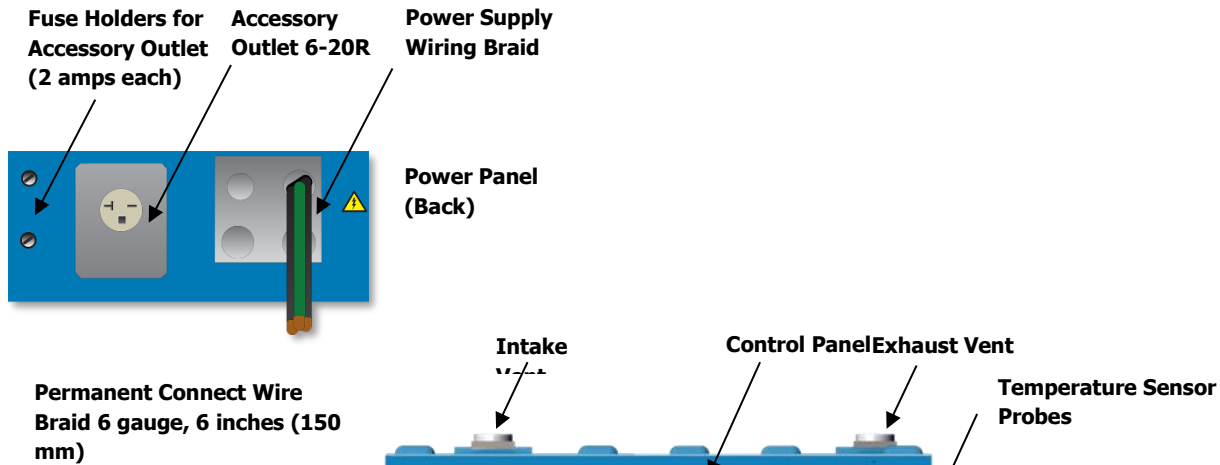 Fuse Holders for
Accessory Outlet
(2 amps each)
Accessory
Outlet 6-20R
Power Supply
Wiring Braid
Power Panel
(Back)
Permanent Connect Wire
Braid 6 gauge, 6 inches (150
mm)
Intake
Control Panel
Exhaust Vent
Temperature Sensor
Probes